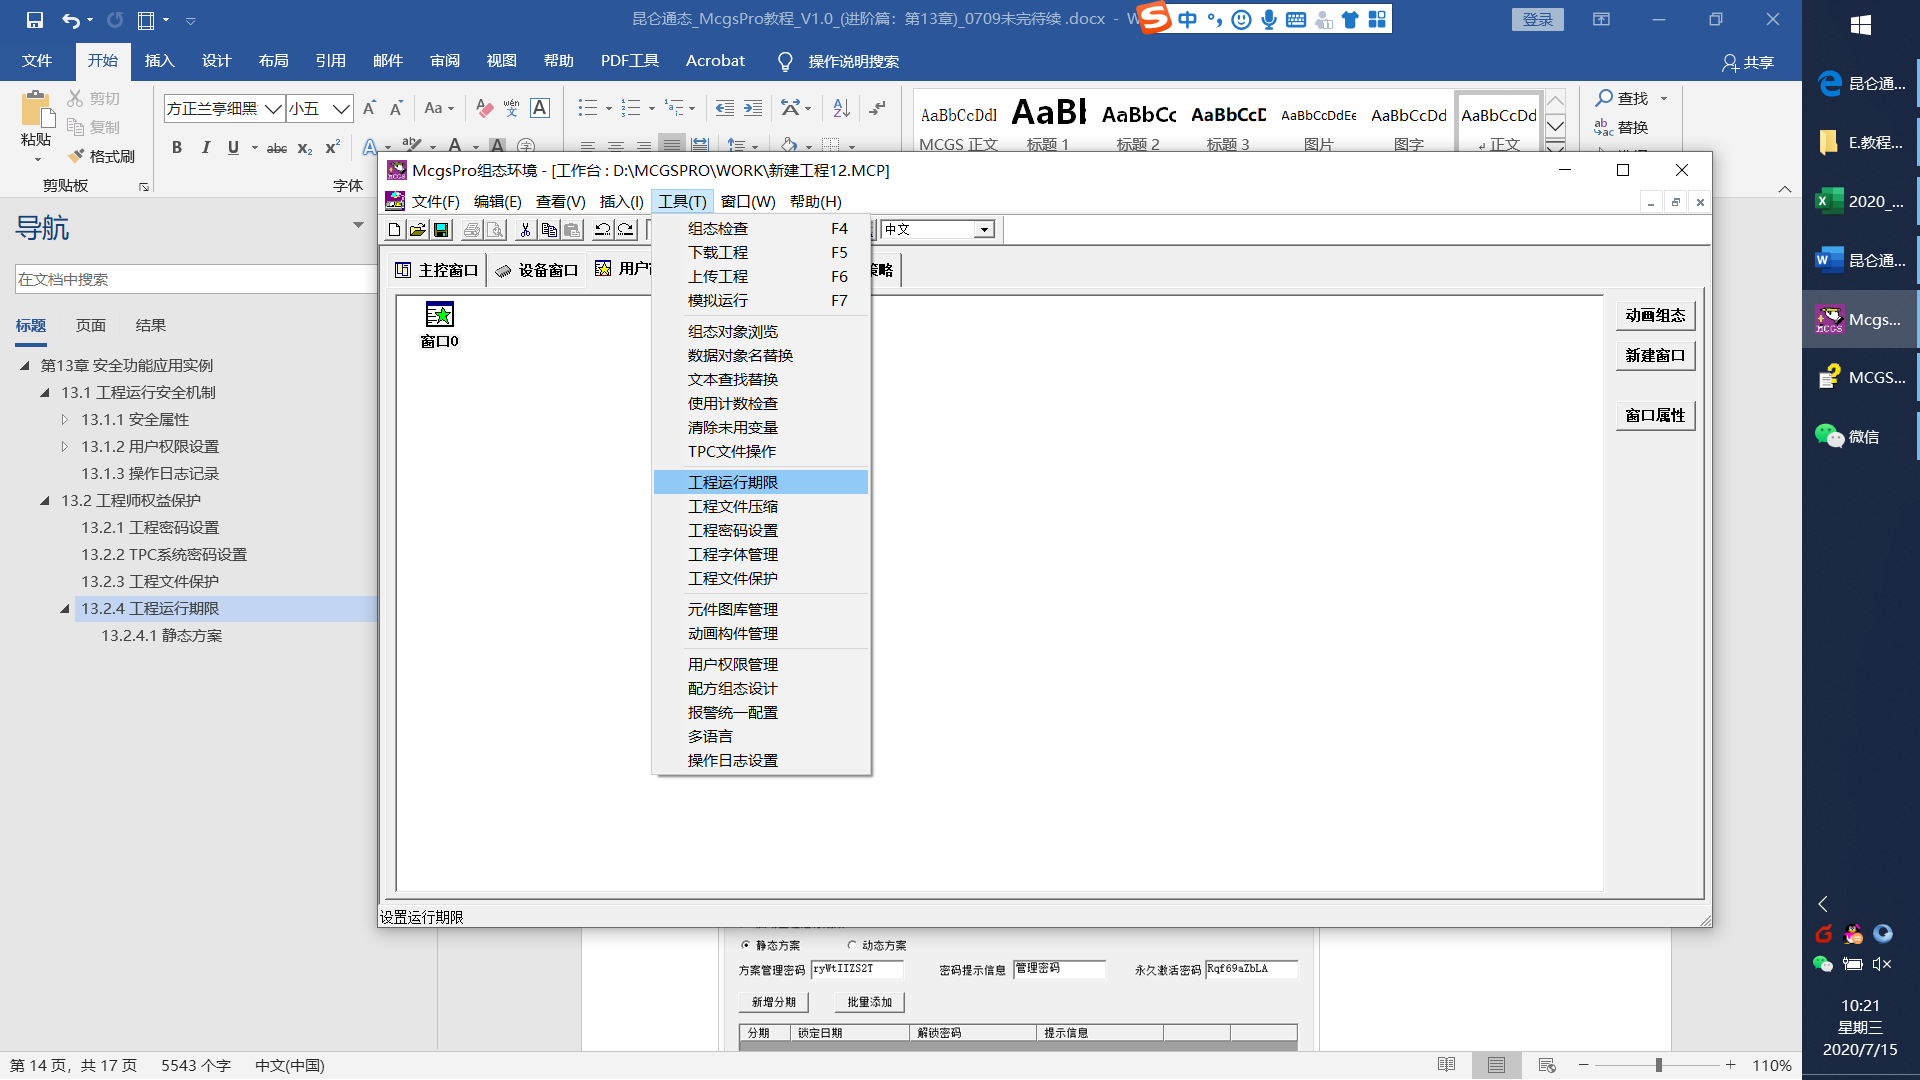 昆仑通态_McgsPro教程_V1.0_(进阶篇：第13章)_0709未完待续 .docx - W
中
登录
文件 开始 插入 设计 布局 引用 邮件 审阅 视图 帮助 PDF工具 Acrobat 操作说明搜索 共享
粘贴 剪切 复制 格式刷
剪贴板
方正兰亭细黑 小五
字体
AaBbCcDdI AaBl AaBbCc AaBbCcD AaBbCcDdEe AaBbCcDd AaBbCcDd
MCGS 正文 标题 1 标题 2 标题 3 图片 图字 正文
查找
替换
导航
在文档中搜索
标题 页面 结果
第13章 安全功能应用实例
13.1 工程运行安全机制
13.1.1 安全属性
13.1.2 用户权限设置
13.1.3 操作日志记录
13.2 工程师权益保护
13.2.1 工程密码设置
13.2.2 TPC系统密码设置
13.2.3 工程文件保护
13.2.4 工程运行期限
13.2.4.1 静态方案
McgsPro组态环境 - [工作台 : D:\MCGSPRO\WORK\新建工程12.MCP]
文件(F) 编辑(E) 查看(V) 插入(I) 工具(T) 窗口(W) 帮助(H)
中文
主控窗口 设备窗口 用户 策略
窗口0
组态检查 F4
下载工程 F5
上传工程 F6
模拟运行 F7
组态对象浏览
数据对象名替换
文本查找替换
使用计数检查
清除未用变量
TPC文件操作
工程运行期限
工程文件压缩
工程密码设置
工程字体管理
工程文件保护
元件图库管理
动画构件管理
用户权限管理
配方组态设计
报警统一配置
多语言
操作日志设置
动画组态
新建窗口
窗口属性
设置运行期限
静态方案 动态方案
方案管理密码 ryWtIIZS2T 密码提示信息 管理密码 永久激活密码 Rqf69aZbLA
新增分期 批量添加
分期 锁定日期 解锁密码 提示信息
第 14 页，共 17 页 5543 个字 中文(中国)
110%
昆仑通...
E.教程...
2020_...
昆仑通...
Mcgs...
MCGS...
微信
10:21
星期三
2020/7/15